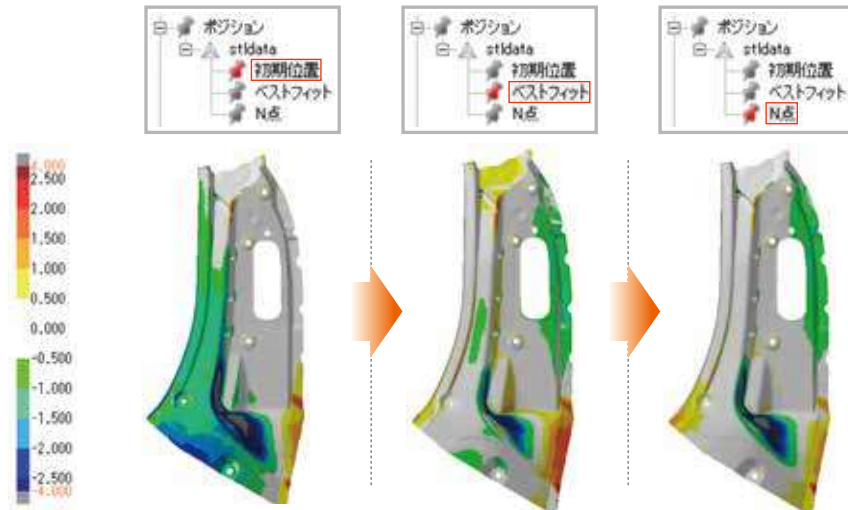 ポジション
stldata
初期位置
ベストフィット
N点
ポジション
stldata
初期位置
ベストフィット
N点
ポジション
stldata
初期位置
ベストフィット
N点
4.000
2.500
2.000
1.500
1.000
0.500
0.000
-0.500
-1.000
-1.500
-2.000
-2.500
-4.000